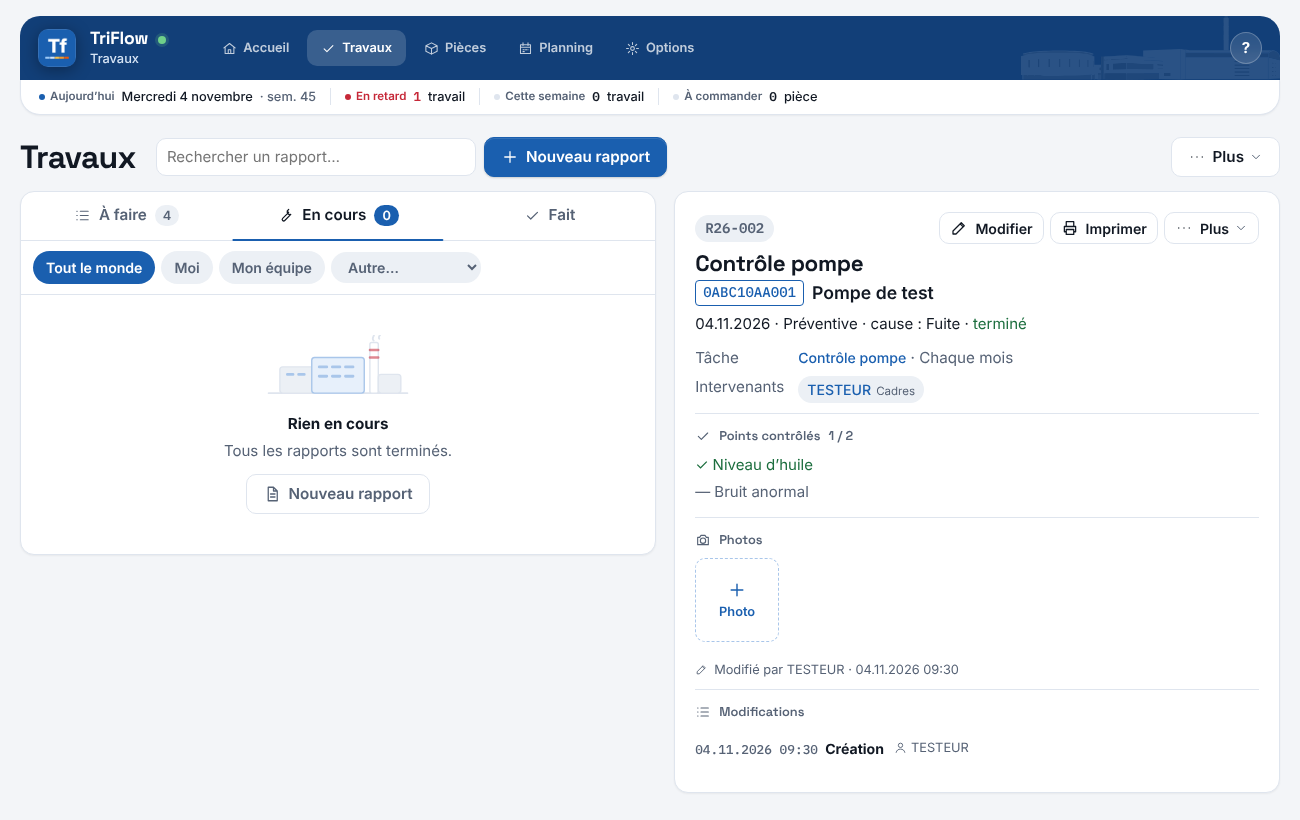 Tf
TriFlow
Travaux
Accueil
Travaux
Pièces
Planning
Options
?
Aujourd’hui Mercredi 4 novembre · sem. 45
En retard 1 travail
Cette semaine 0 travail
À commander 0 pièce
Travaux
Rechercher un rapport…
+ Nouveau rapport
··· Plus
À faire 4
En cours 0
Fait
Tout le monde
Moi
Mon équipe
Autre…
Rien en cours
Tous les rapports sont terminés.
Nouveau rapport
R26-002
Modifier
Imprimer
··· Plus
Contrôle pompe
0ABC10AA001 Pompe de test
04.11.2026 · Préventive · cause : Fuite · terminé
Tâche Contrôle pompe · Chaque mois
Intervenants TESTEUR Cadres
Points contrôlés 1 / 2
✓ Niveau d’huile
— Bruit anormal
Photos
+
Photo
Modifié par TESTEUR · 04.11.2026 09:30
Modifications
04.11.2026 09:30 Création TESTEUR